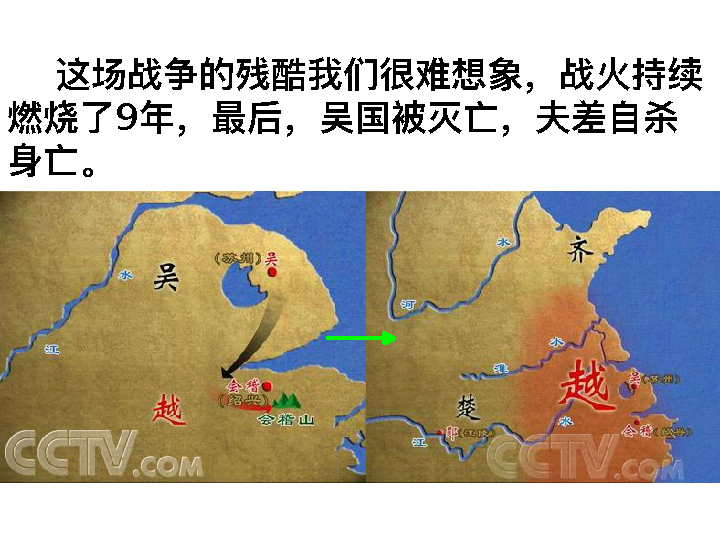 这场战争的残酷我们很难想象，战火持续
燃烧了9年，最后，吴国被灭亡，夫差自杀
身亡。
吴
（苏州）吴
水
江
越
会稽
（绍兴）
会稽山
CCTV.COM
齐
水
河
淮
水
越
吴（苏州）
楚
郢（江陵）
江
水
会稽（绍兴）
CCTV.COM